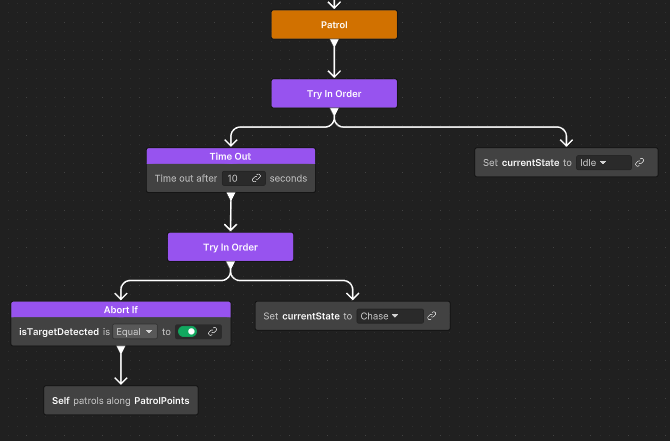 Patrol
Try In Order
Time Out
Time out after 10 seconds
Set currentState to Idle
Try In Order
Abort If
isTargetDetected is Equal to
Set currentState to Chase
Self patrols along PatrolPoints